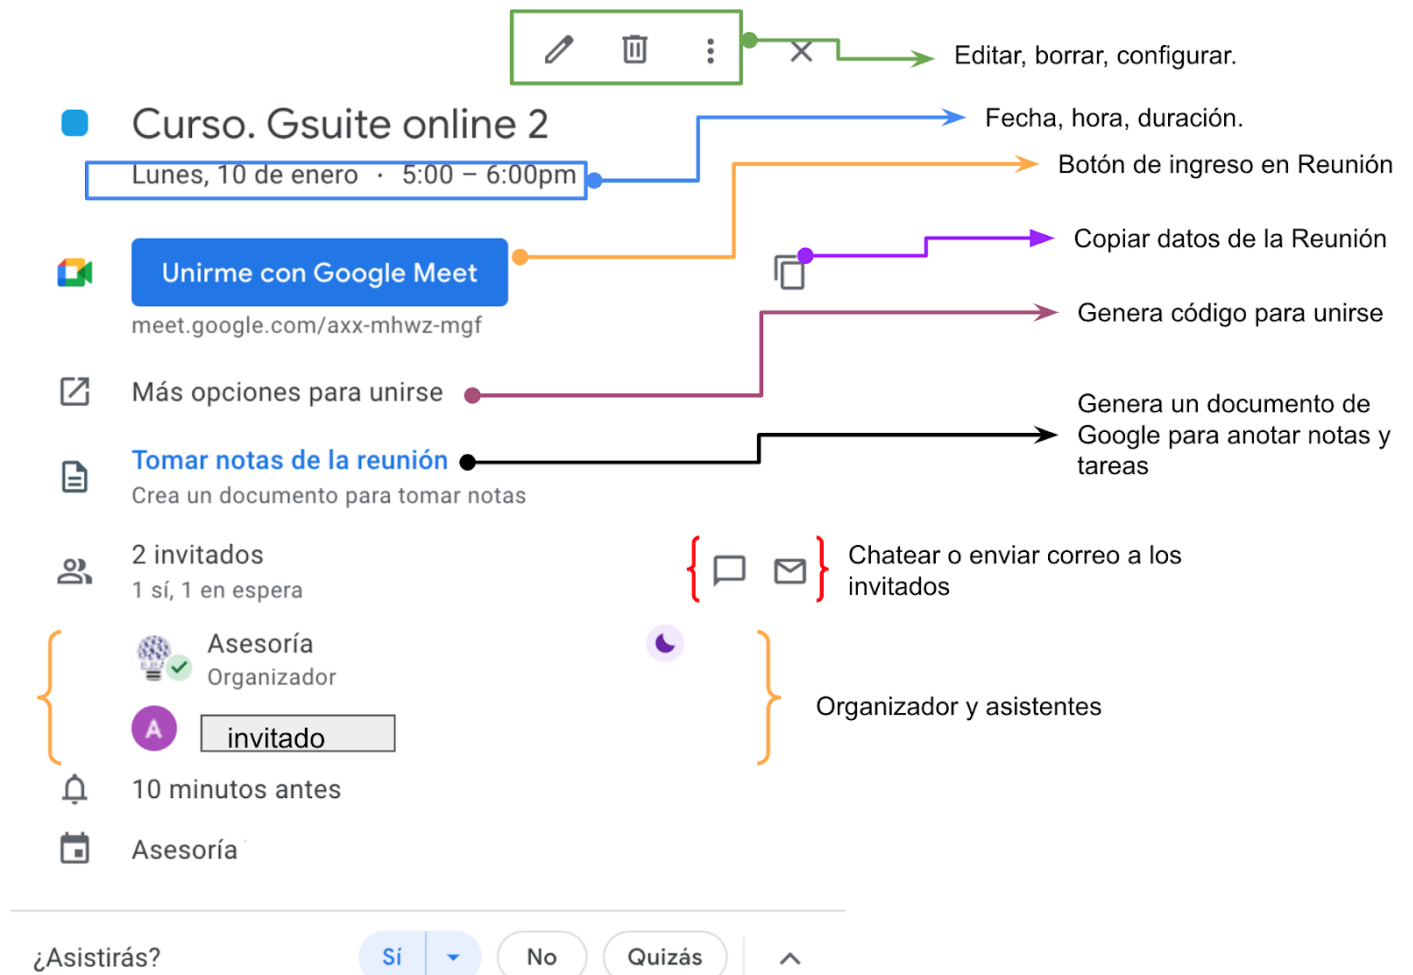 Editar, borrar, configurar.
Curso. Gsuite online 2
Fecha, hora, duración.
Lunes, 10 de enero · 5:00 – 6:00pm
Botón de ingreso en Reunión
Copiar datos de la Reunión
Unirme con Google Meet
meet.google.com/axx-mhwz-mgf
Genera código para unirse
Más opciones para unirse
Genera un documento de
Google para anotar notas y
tareas
Tomar notas de la reunión
Crea un documento para tomar notas
2 invitados
1 sí, 1 en espera
Chatear o enviar correo a los
invitados
Asesoría
Organizador
A
invitado
Organizador y asistentes
10 minutos antes
Asesoría
¿Asistirás?
Sí
No
Quizás